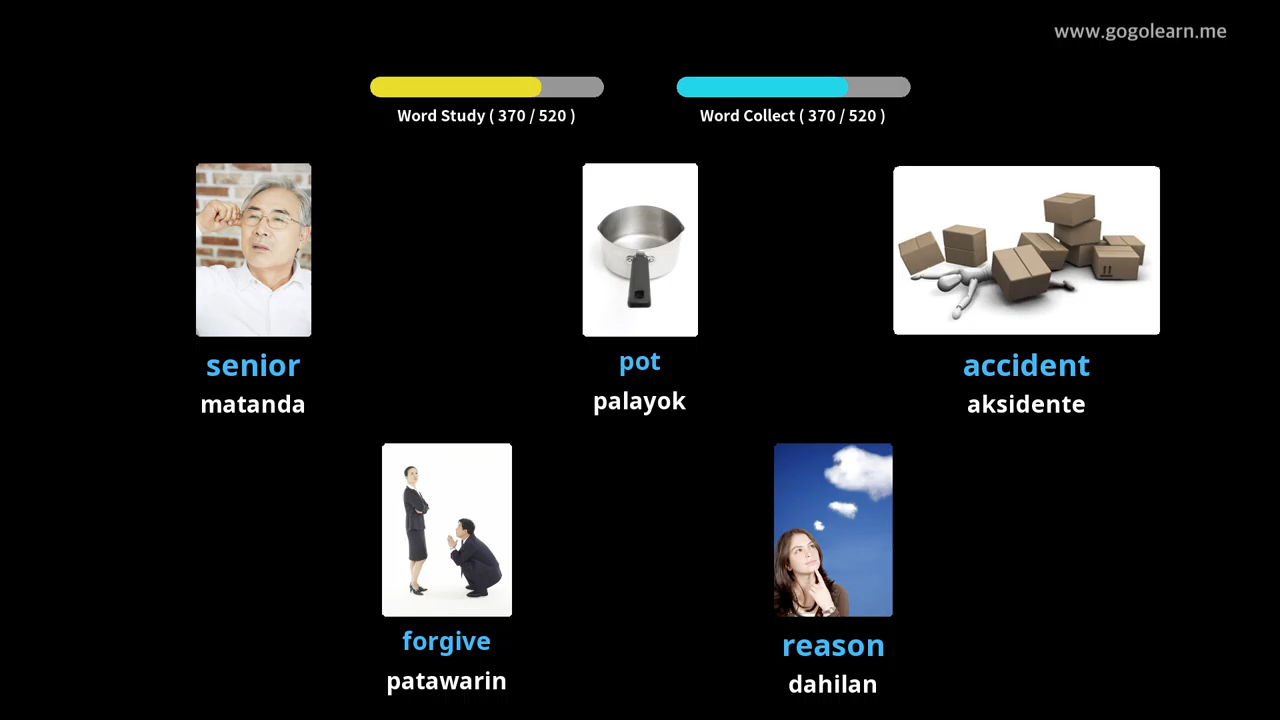 www.gogolearn.me
Word Study ( 370 / 520 )
Word Collect ( 370 / 520 )
senior
matanda
pot
palayok
accident
aksidente
forgive
patawarin
reason
dahilan